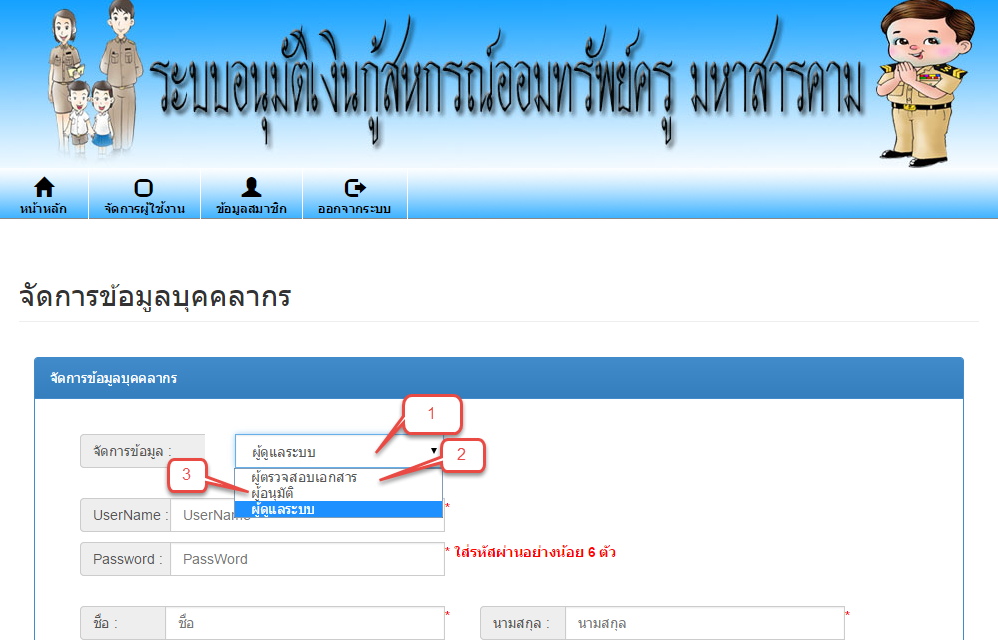 ระบบอนุมัติเงินกู้สหกรณ์ออมทรัพย์ครู มหาสารคาม
หน้าหลัก จัดการผู้ใช้งาน ข้อมูลสมาชิก ออกจากระบบ
จัดการข้อมูลบุคคลากร
จัดการข้อมูลบุคคลากร
1
จัดการข้อมูล : ผู้ดูแลระบบ
2
ผู้ตรวจสอบเอกสาร
3
ผู้อนุมัติ
ผู้ดูแลระบบ
UserName : UserName *
Password : PassWord * ใส่รหัสผ่านอย่างน้อย 6 ตัว
ชื่อ : ชื่อ * นามสกุล : นามสกุล *